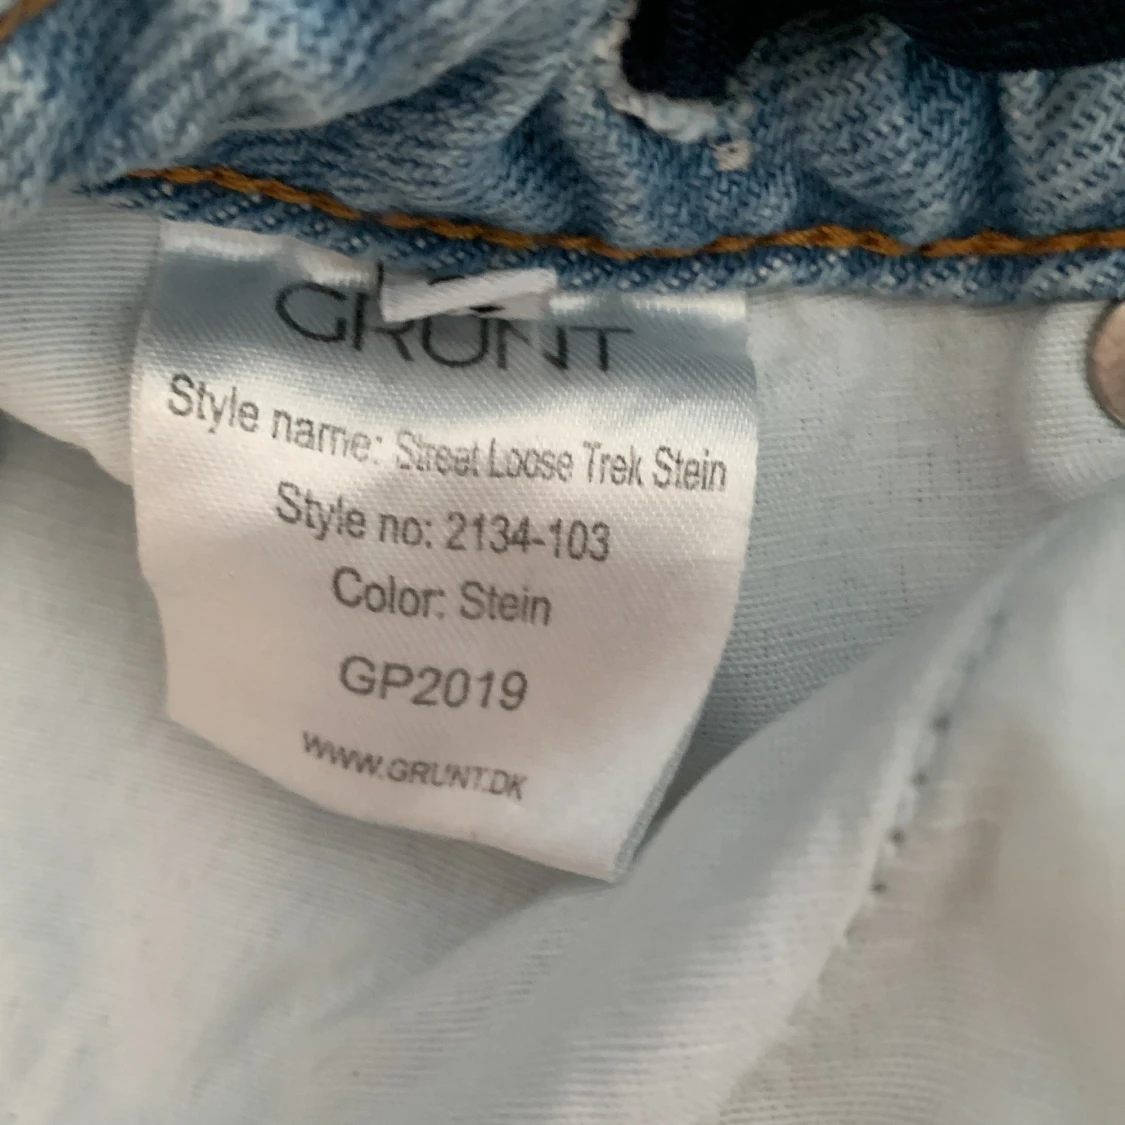 GRUNT
Style name: Street Loose Trek Stein
Style no: 2134-103
Color: Stein
GP2019
WWW.GRUNT.DK